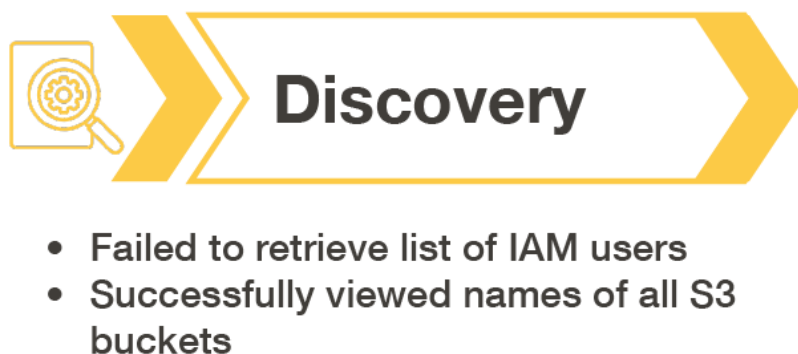 Discovery
• Failed to retrieve list of IAM users
• Successfully viewed names of all S3
buckets